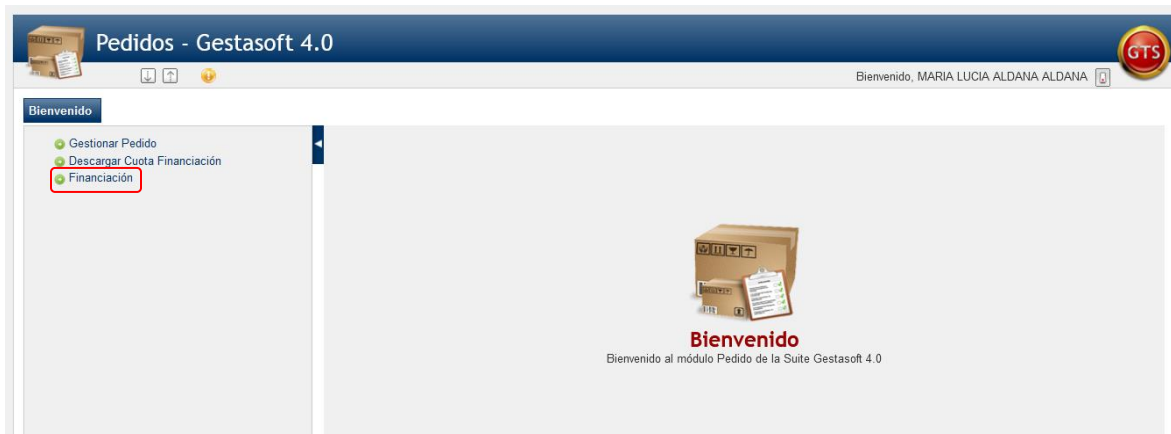 Pedidos - Gestasoft 4.0
GTS
Bienvenido, MARIA LUCIA ALDANA ALDANA
Bienvenido
Gestionar Pedido
Descargar Cuota Financiación
Financiación
Bienvenido
Bienvenido al módulo Pedido de la Suite Gestasoft 4.0